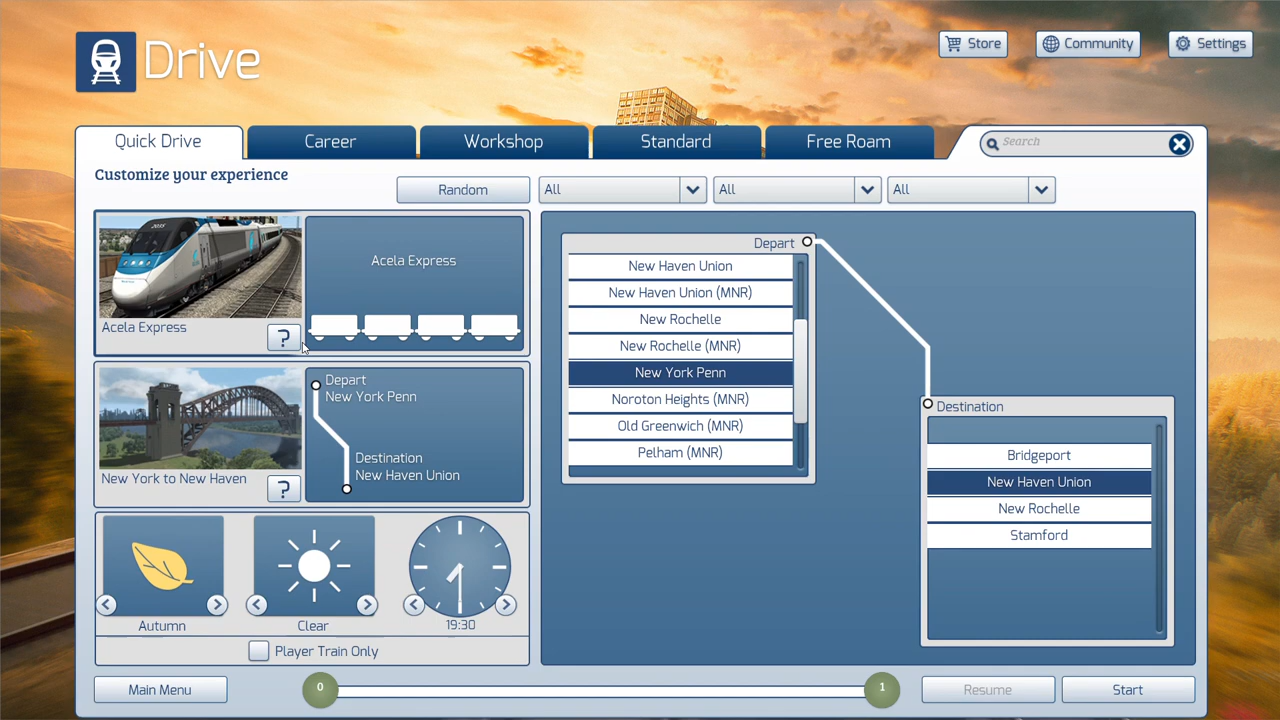 Drive
Store
Community
Settings
Quick Drive
Career
Workshop
Standard
Free Roam
Search
Customize your experience
Random
All
All
All
2035
Acela Express
?
Acela Express
New York to New Haven
?
Depart
New York Penn
Destination
New Haven Union
Autumn
Clear
19:30
Player Train Only
Depart
New Haven Union
New Haven Union (MNR)
New Rochelle
New Rochelle (MNR)
New York Penn
Noroton Heights (MNR)
Old Greenwich (MNR)
Pelham (MNR)
Destination
Bridgeport
New Haven Union
New Rochelle
Stamford
Main Menu
0
1
Resume
Start